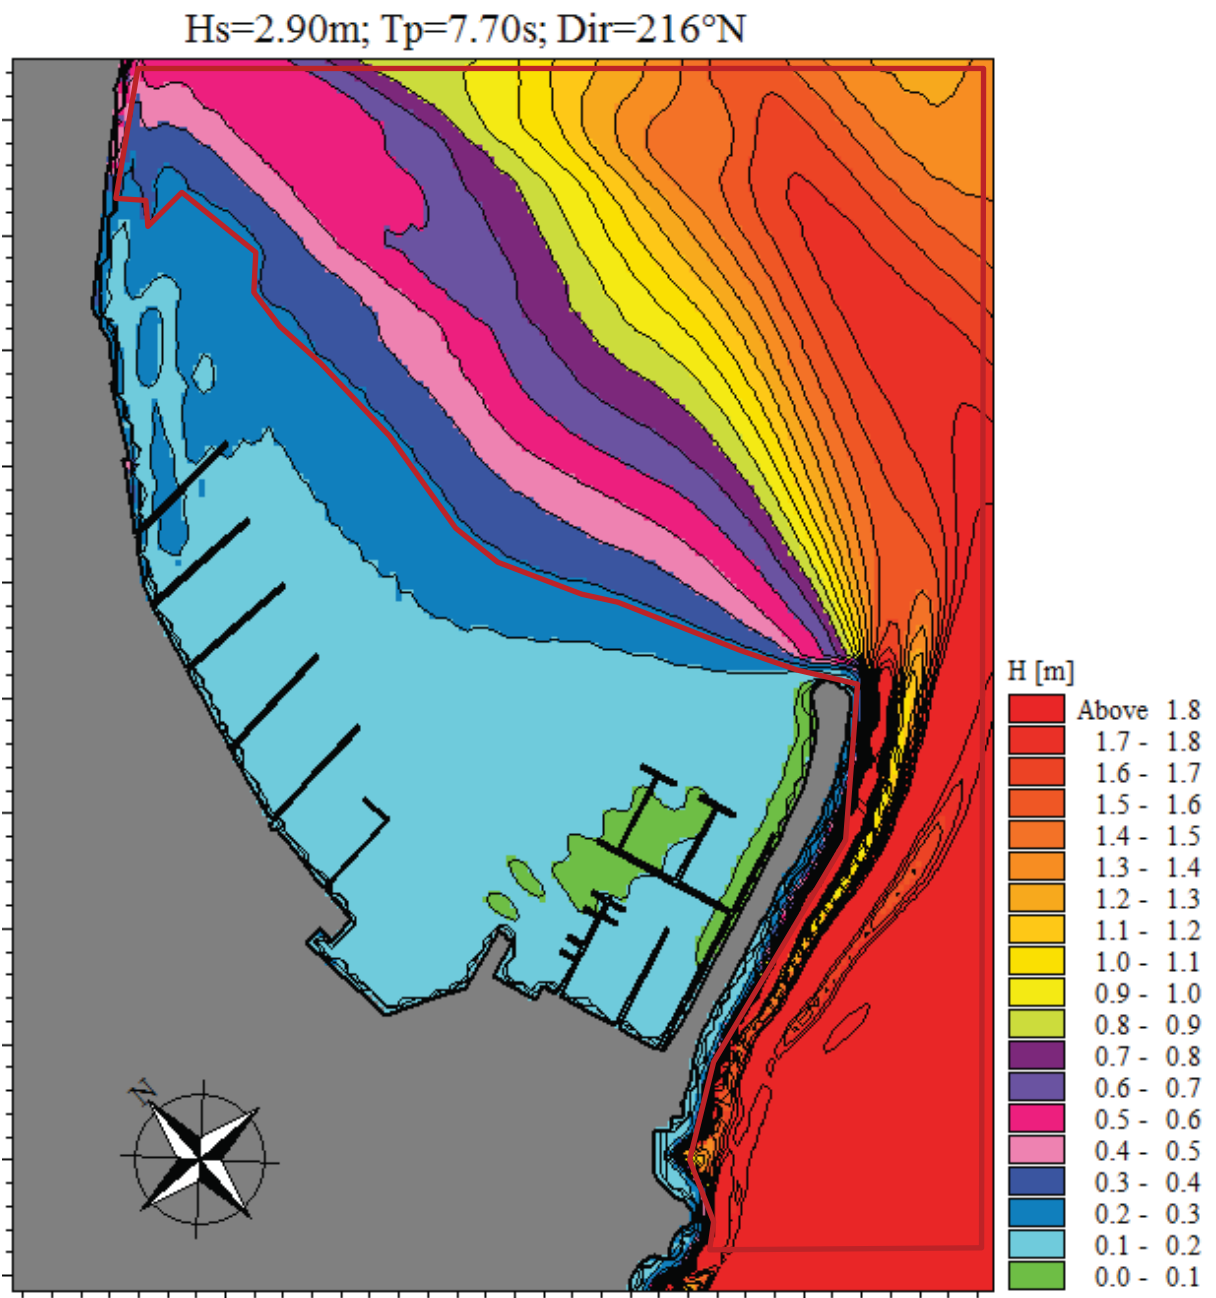 Hs=2.90m; Tp=7.70s; Dir=216°N
H [m]
Above 1.8
1.7 - 1.8
1.6 - 1.7
1.5 - 1.6
1.4 - 1.5
1.3 - 1.4
1.2 - 1.3
1.1 - 1.2
1.0 - 1.1
0.9 - 1.0
0.8 - 0.9
0.7 - 0.8
0.6 - 0.7
0.5 - 0.6
0.4 - 0.5
0.3 - 0.4
0.2 - 0.3
0.1 - 0.2
0.0 - 0.1
N